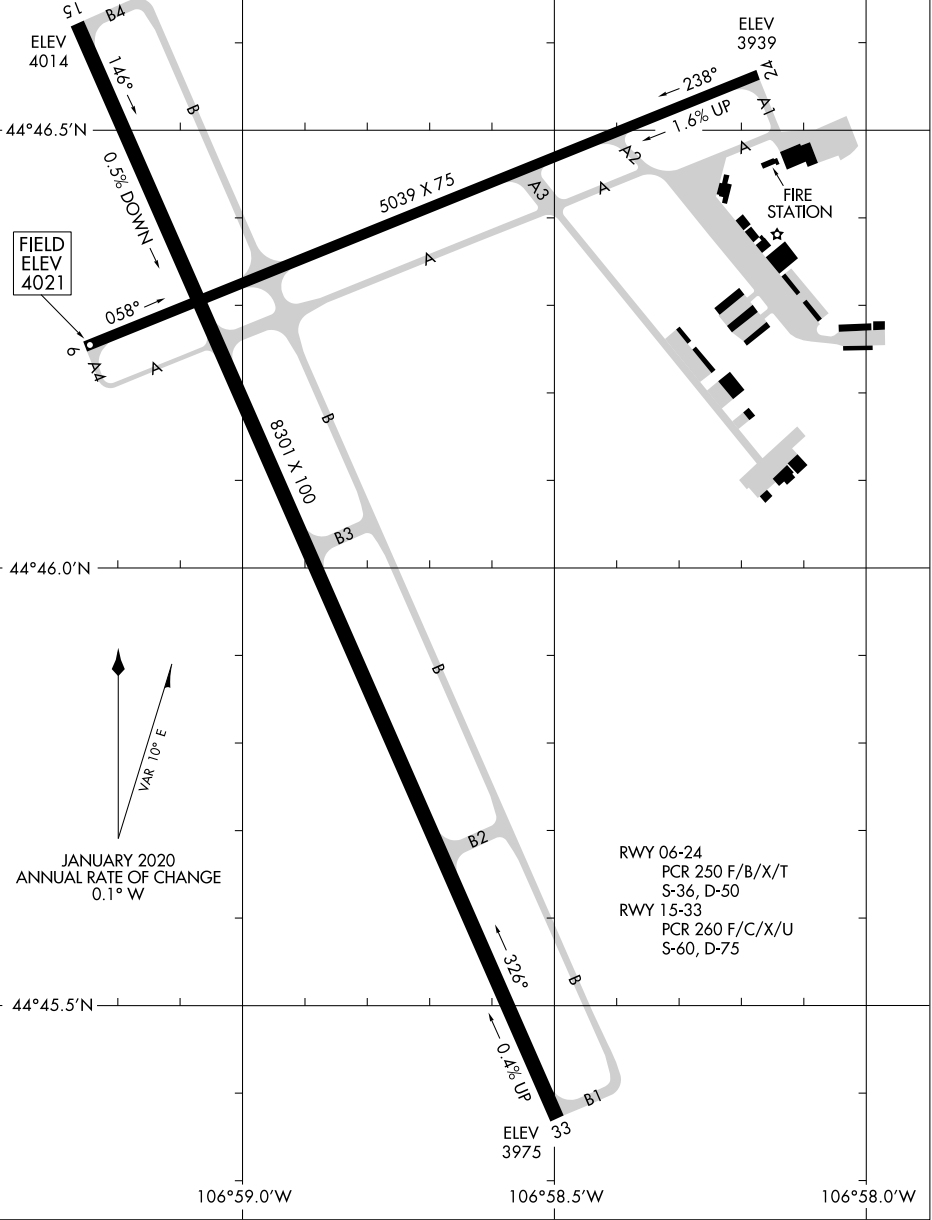 15
B4
ELEV
4014
146°
B
ELEV
3939
24
238°
1.6% UP
A1
44°46.5'N
A2
A
0.5% DOWN
5039 X 75
A3
A
FIRE
STATION
FIELD
ELEV
4021
A
058°
6
A4
A
B
8301 X 100
B3
44°46.0'N
B
VAR 10° E
JANUARY 2020
ANNUAL RATE OF CHANGE
0.1° W
B2
RWY 06-24
PCR 250 F/B/X/T
S-36, D-50
RWY 15-33
PCR 260 F/C/X/U
S-60, D-75
326°
B
44°45.5'N
0.4% UP
B1
33
ELEV
3975
106°59.0'W
106°58.5'W
106°58.0'W